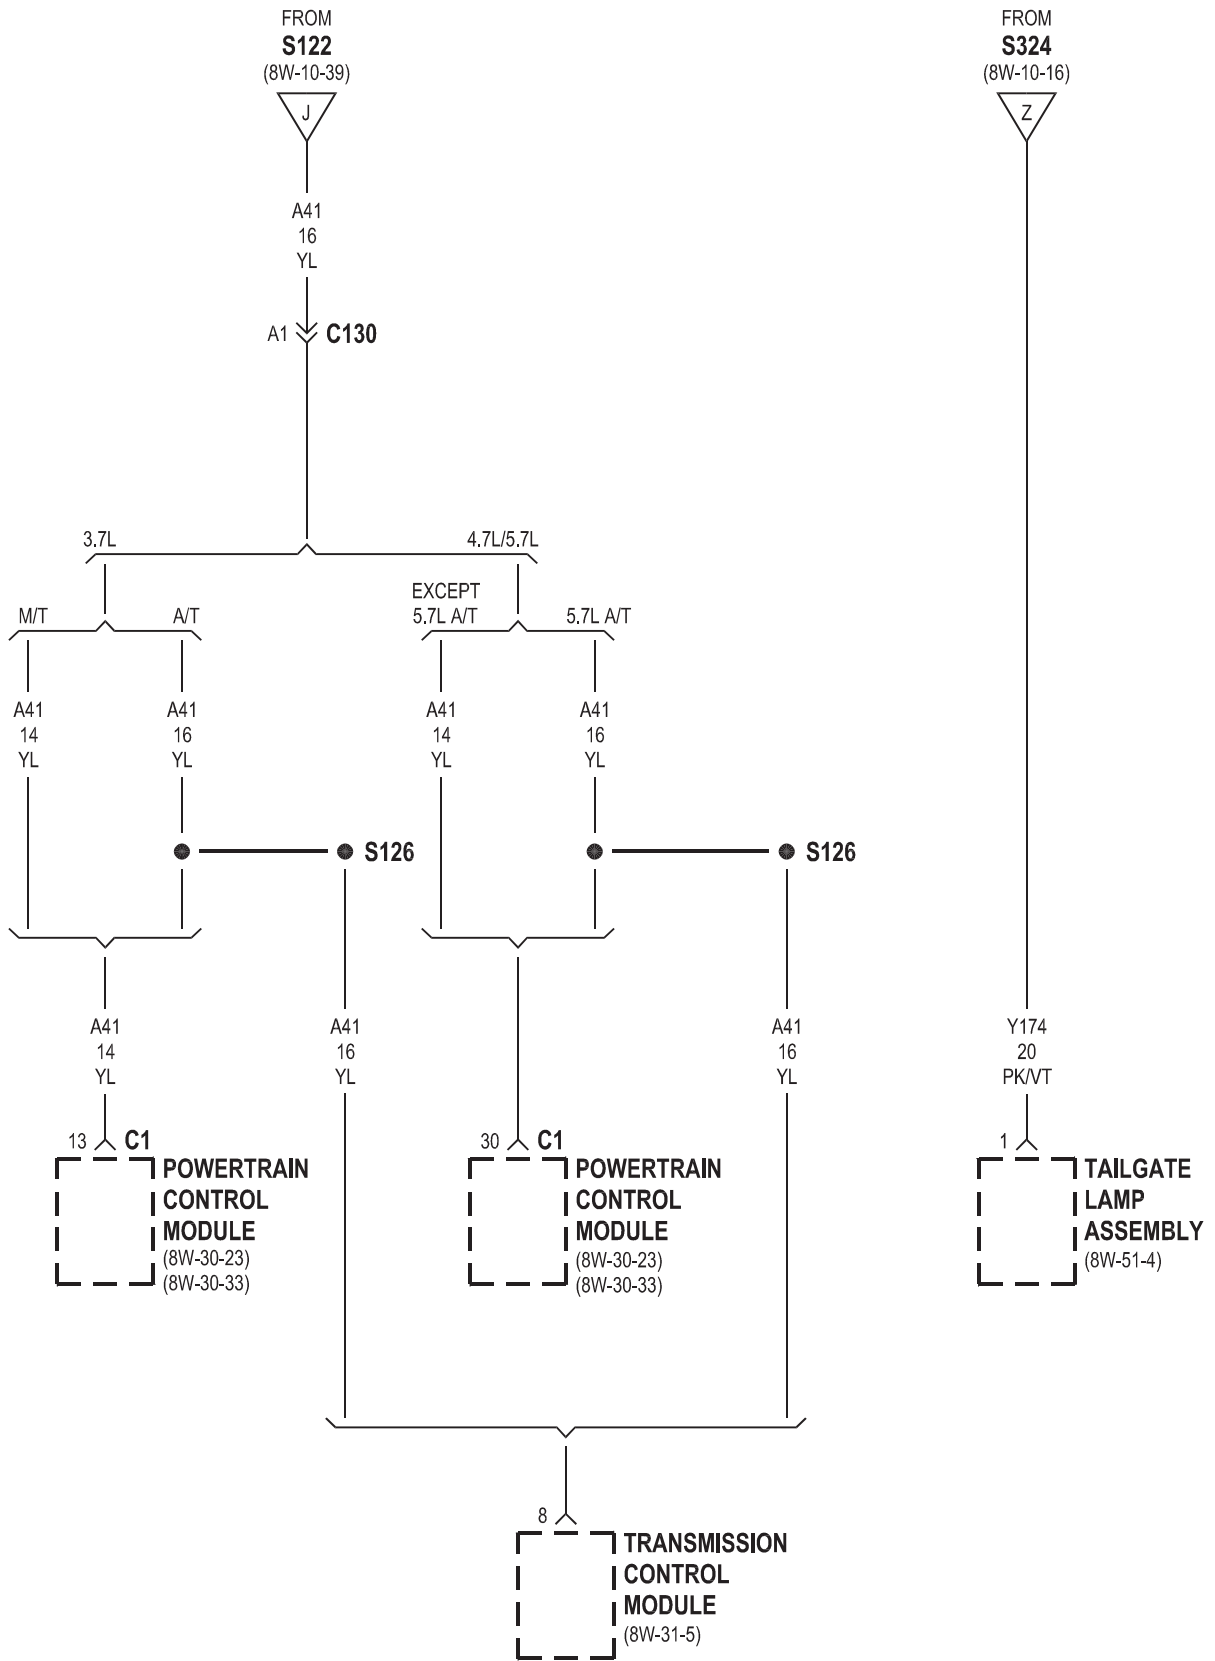 FROM
S122
(8W-10-39)
J
A41
16
YL
A1
C130
3.7L
4.7L/5.7L
M/T
A/T
EXCEPT
5.7L A/T
5.7L A/T
A41
14
YL
A41
16
YL
A41
14
YL
A41
16
YL
S126
S126
A41
14
YL
A41
16
YL
A41
16
YL
13
C1
POWERTRAIN
CONTROL
MODULE
(8W-30-23)
(8W-30-33)
30
C1
POWERTRAIN
CONTROL
MODULE
(8W-30-23)
(8W-30-33)
8
TRANSMISSION
CONTROL
MODULE
(8W-31-5)
FROM
S324
(8W-10-16)
Z
Y174
20
PK/VT
1
TAILGATE
LAMP
ASSEMBLY
(8W-51-4)